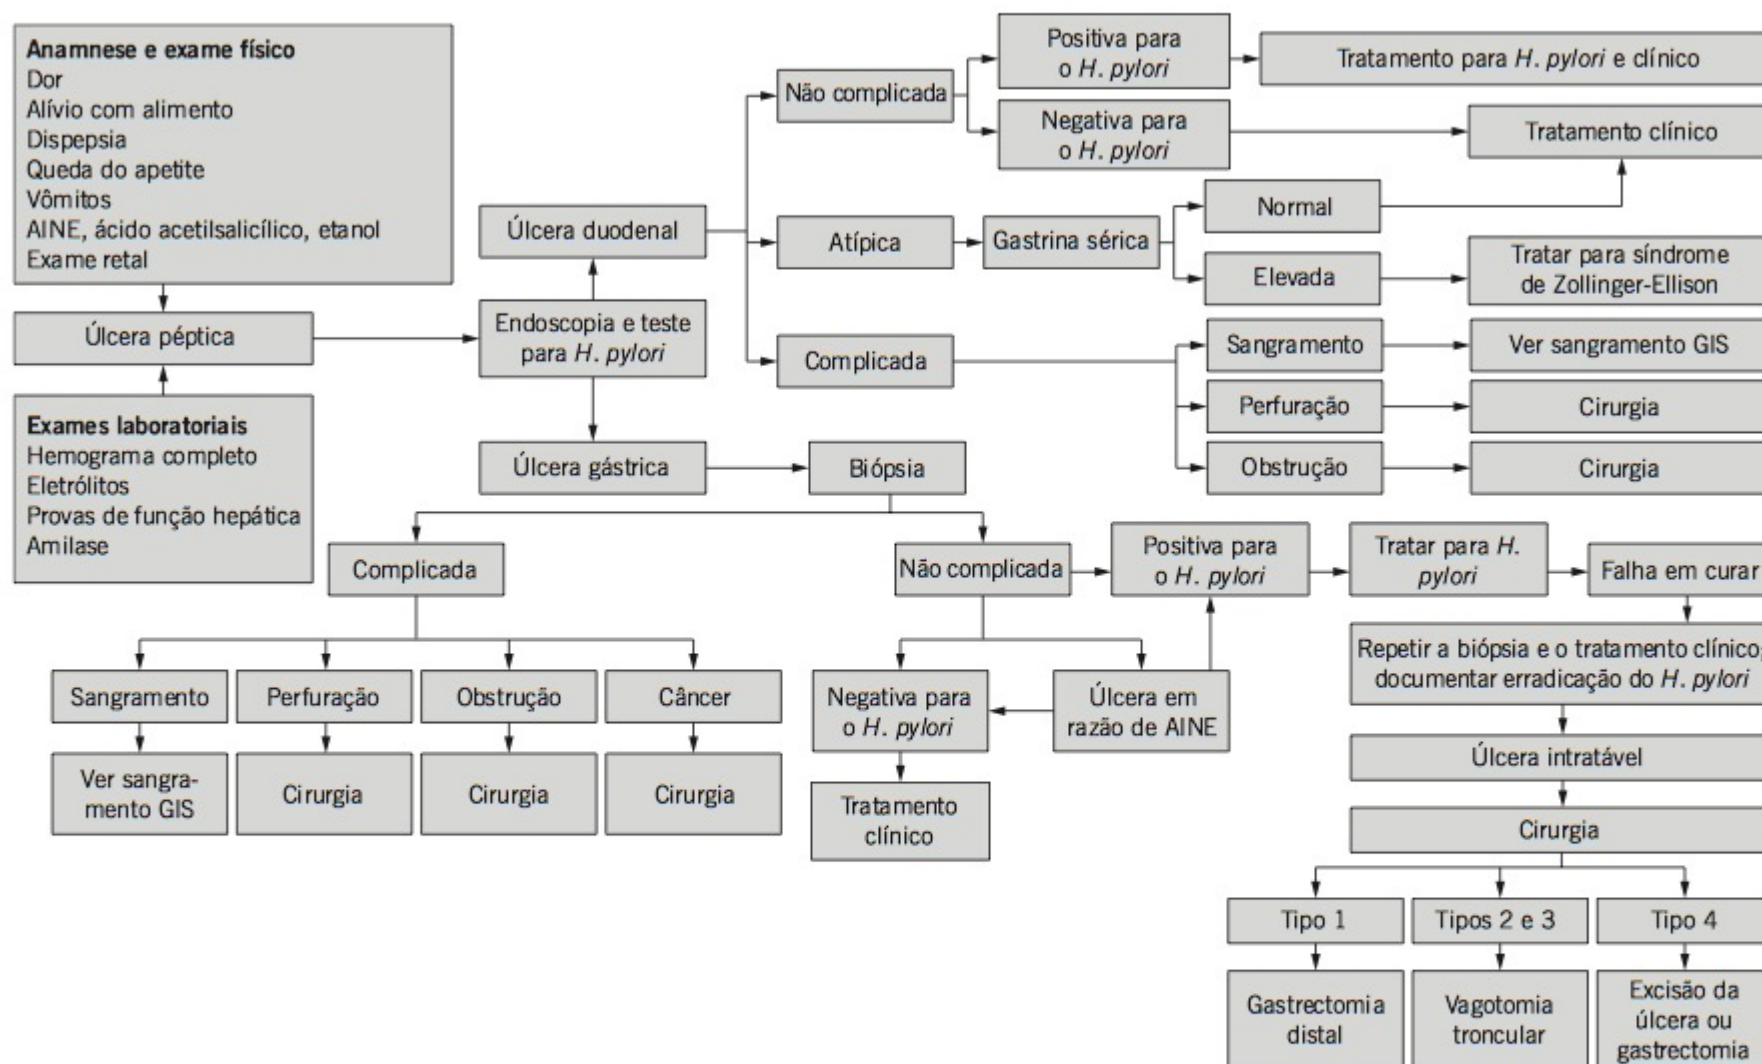 Anamnese e exame físico
Dor
Alívio com alimento
Dispepsia
Queda do apetite
Vômitos
AINE, ácido acetilsalicílico, etanol
Exame retal
Úlcera péptica
Exames laboratoriais
Hemograma completo
Eletrólitos
Provas de função hepática
Amilase
Endoscopia e teste
para H. pylori
Úlcera duodenal
Não complicada
Positiva para
o H. pylori
Tratamento para H. pylori e clínico
Negativa para
o H. pylori
Tratamento clínico
Atípica
Gastrina sérica
Normal
Elevada
Tratar para síndrome
de Zollinger-Ellison
Complicada
Sangramento
Ver sangramento GIS
Perfuração
Cirurgia
Obstrução
Cirurgia
Úlcera gástrica
Biópsia
Complicada
Sangramento
Perfuração
Obstrução
Câncer
Ver sangra-
mento GIS
Cirurgia
Cirurgia
Cirurgia
Não complicada
Positiva para
o H. pylori
Tratar para H.
pylori
Falha em curar
Negativa para
o H. pylori
Úlcera em
razão de AINE
Tratamento
clínico
Repetir a biópsia e o tratamento clínico;
documentar erradicação do H. pylori
Úlcera intratável
Cirurgia
Tipo 1
Tipos 2 e 3
Tipo 4
Gastrectomia
distal
Vagotomia
troncular
Excisão da
úlcera ou
gastrectomia